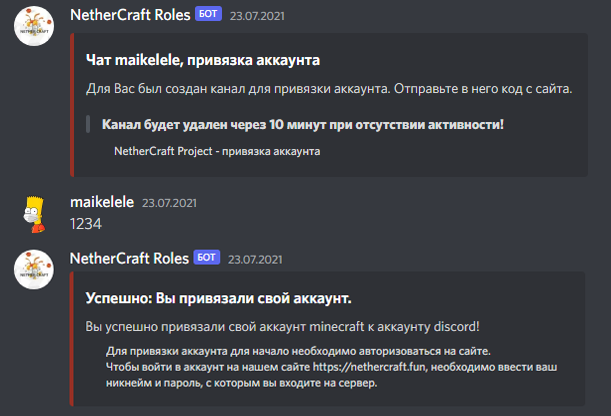 NetherCraft Roles БОТ 23.07.2021
Чат maikelele, привязка аккаунта
Для Вас был создан канал для привязки аккаунта. Отправьте в него код с сайта.
Канал будет удален через 10 минут при отсутствии активности!
NetherCraft Project - привязка аккаунта
maikelele 23.07.2021
1234
NetherCraft Roles БОТ 23.07.2021
Успешно: Вы привязали свой аккаунт.
Вы успешно привязали свой аккаунт minecraft к аккаунту discord!
Для привязки аккаунта для начало необходимо авторизоваться на сайте.
Чтобы войти в аккаунт на нашем сайте https://nethercraft.fun, необходимо ввести ваш
никнейм и пароль, с которым вы входите на сервер.